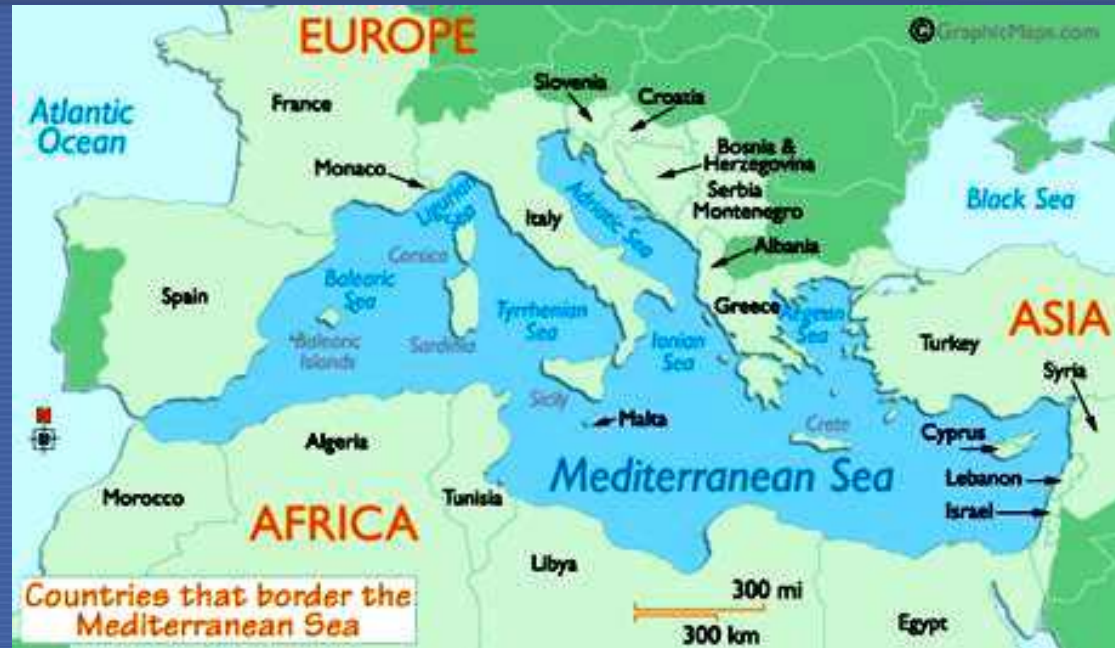 EUROPE
© GraphicMaps.com
Atlantic
Ocean
France
Slovenia
Croatia
Monaco
Ligurian
Sea
Italy
Adriatic Sea
Bosnia &
Herzegovina
Serbia
Montenegro
Black Sea
Albania
Corsica
Spain
Balearic
Sea
Balearic
Islands
Sardinia
Tyrrhenian
Sea
Ionian
Sea
Greece
Aegean
Sea
Turkey
ASIA
Syria
Sicily
Malta
Crete
Cyprus
Lebanon
Israel
Mediterranean Sea
Algeria
Morocco
Tunisia
AFRICA
Libya
Egypt
300 mi
300 km
Countries that border the
Mediterranean Sea